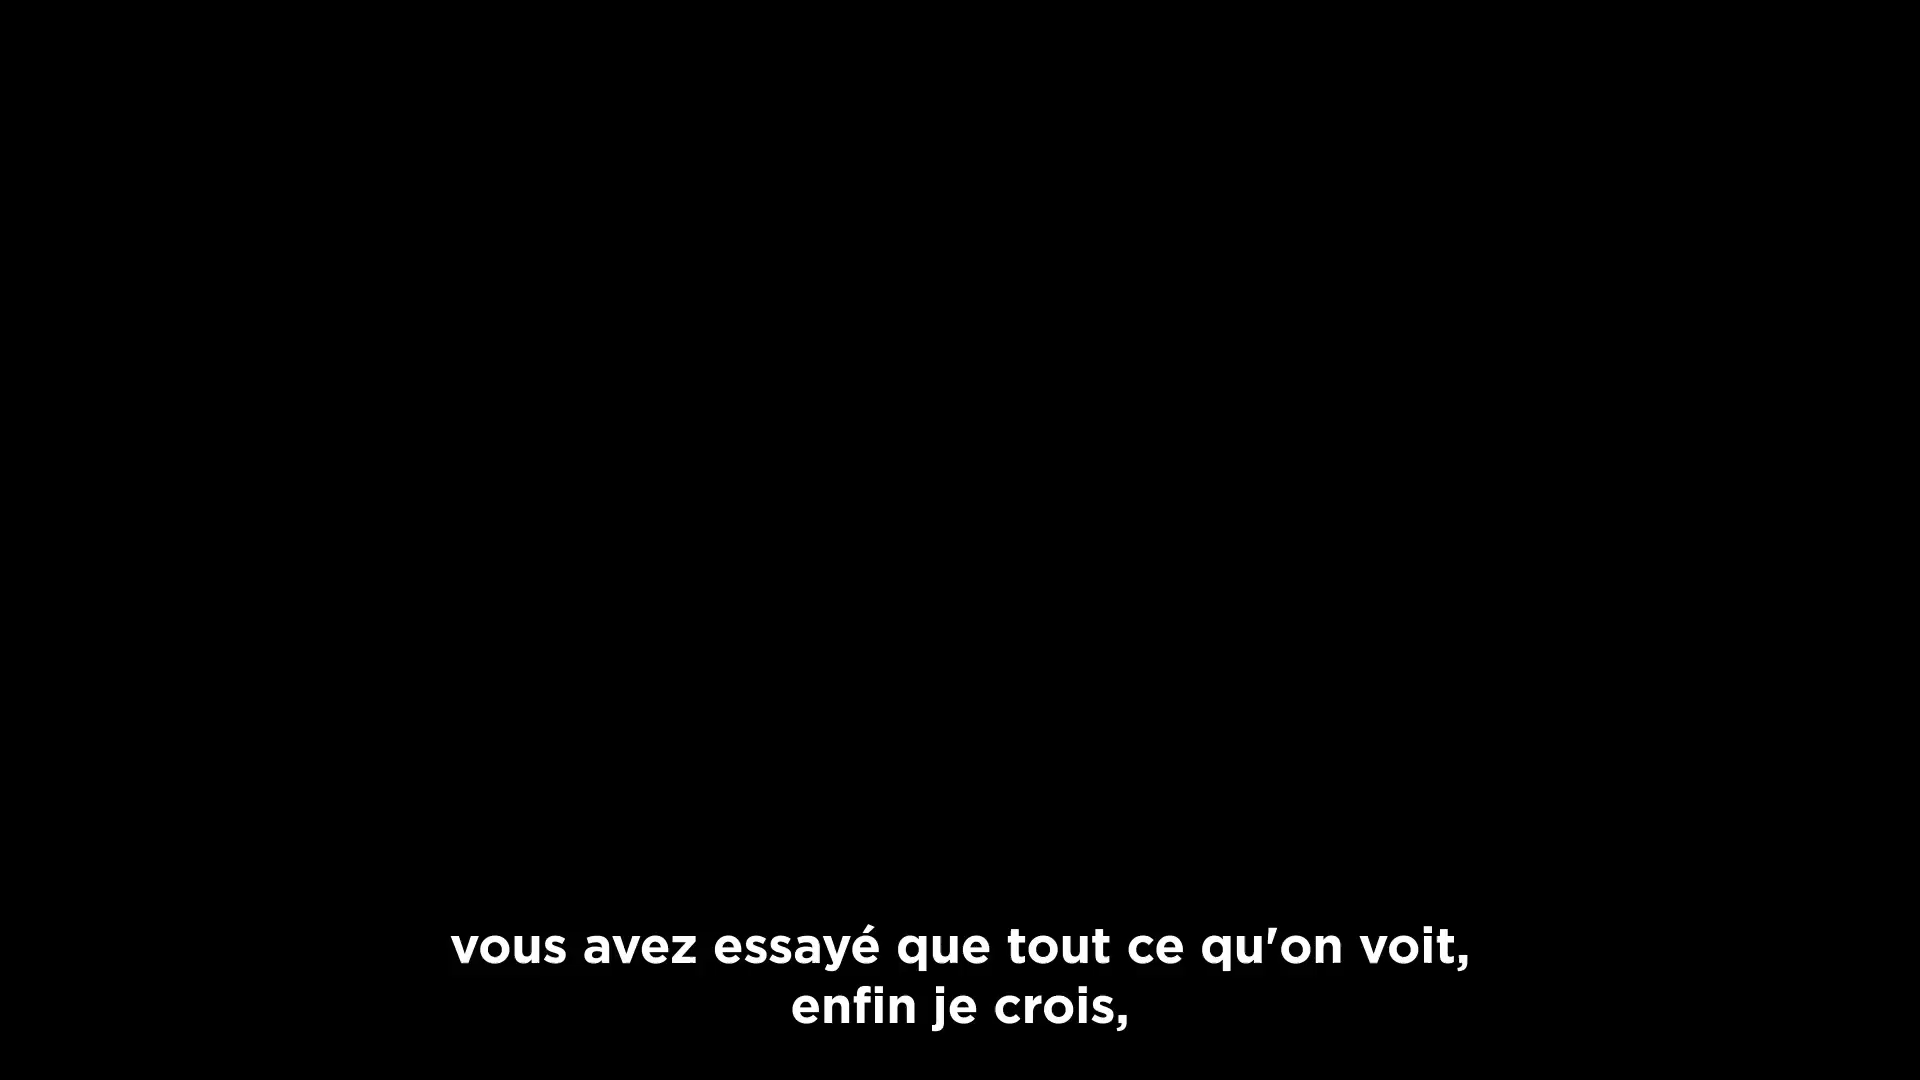 vous avez essayé que tout ce qu'on voit,
enfin je crois,